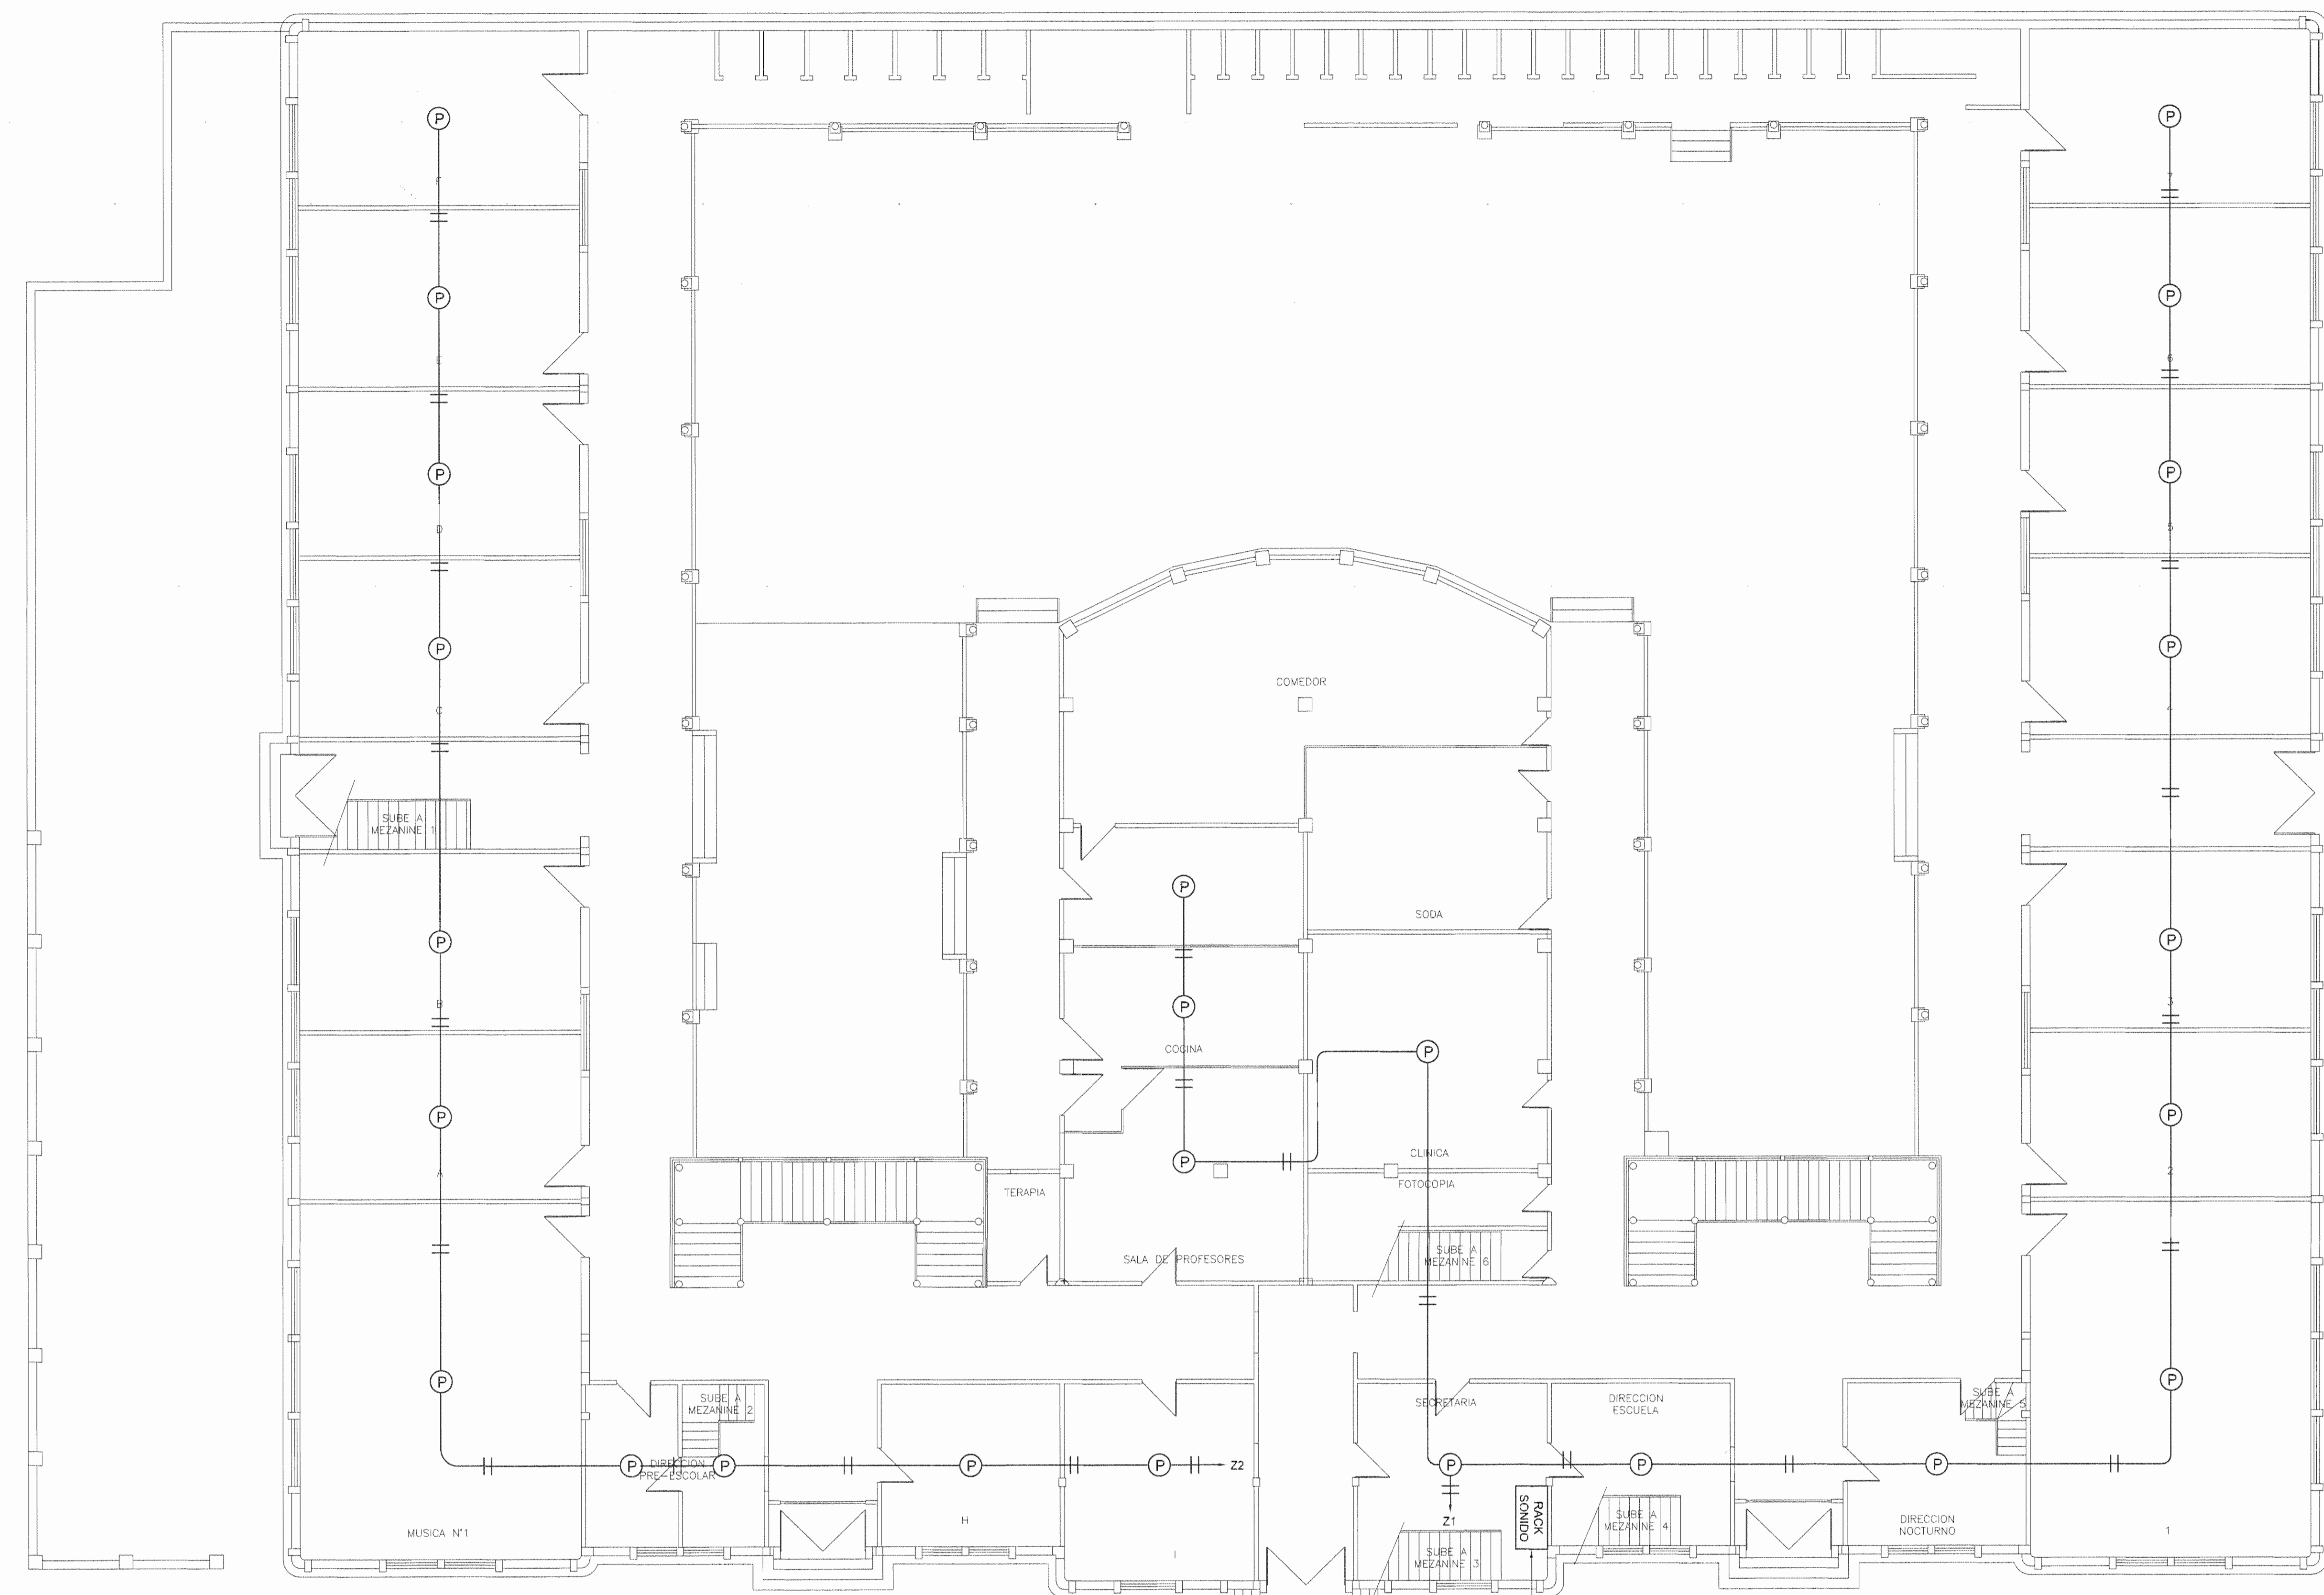 P
P
F
7
P
P
E
6
P
P
D
5
P
P
COMEDOR
C
4
SUBE A
MEZANINE 1
P
SODA
P
P
B
P
3
COCINA
P
P
P
CLINICA
P
A
2
FOTOCOPIA
TERAPIA
SALA DE PROFESORES
SUBE A
MEZANINE 6
P
P
SUBE A
MEZANINE 2
SECRETARIA
DIRECCION
ESCUELA
SUBE A
MEZANINE 5
P
DIRECCION
PRE-ESCOLAR
P
P
P
Z2
P
P
P
Z1
RACK
SONIDO
SUBE A
MEZANINE 4
DIRECCION
NOCTURNO
MUSICA N°1
H
I
SUBE A
MEZANINE 3
1